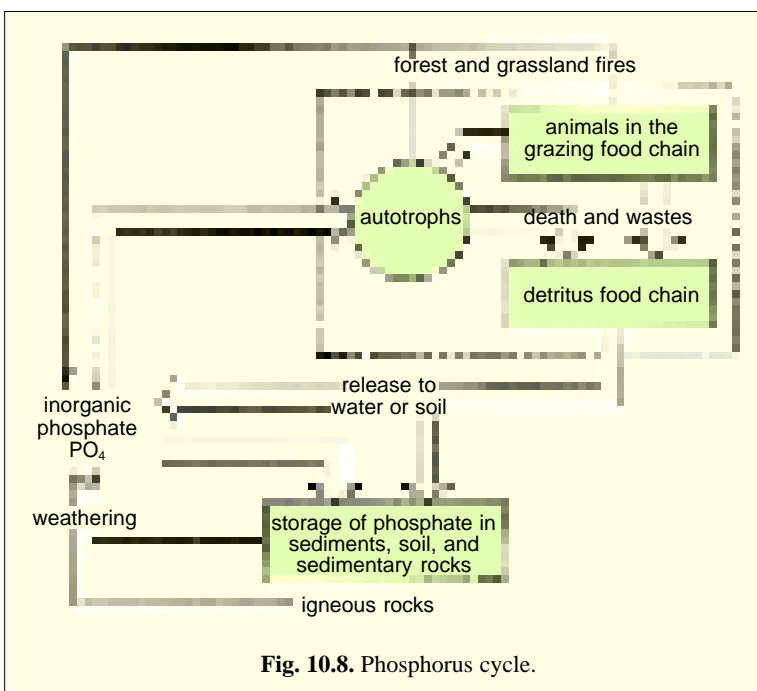 forest and grassland fires
animals in the
grazing food chain
autotrophs
death and wastes
detritus food chain
release to
water or soil
inorganic
phosphate
PO₄
weathering
storage of phosphate in
sediments, soil, and
sedimentary rocks
igneous rocks
Fig. 10.8. Phosphorus cycle.